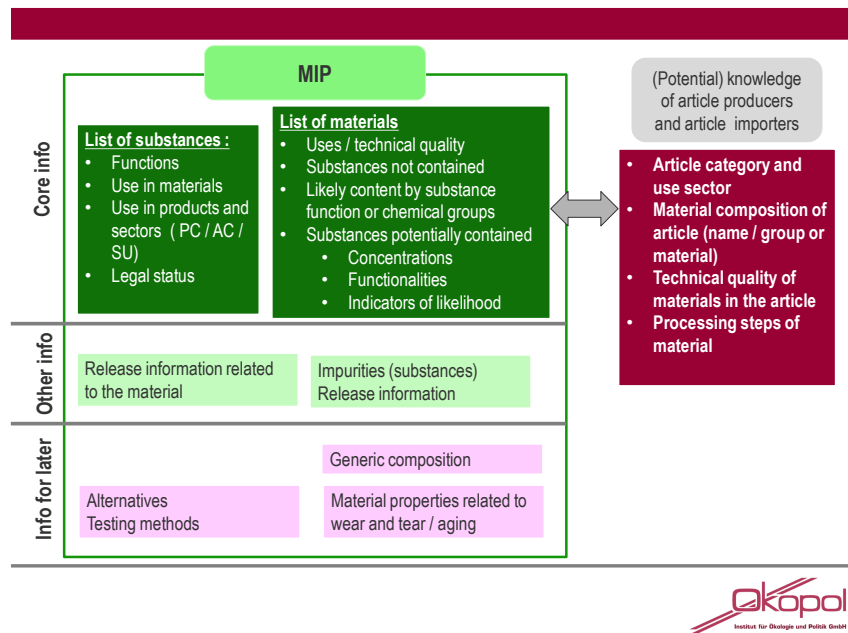 MIP
(Potential) knowledge
of article producers
and article importers
Core info
List of substances :
• Functions
• Use in materials
• Use in products and
sectors ( PC / AC /
SU)
• Legal status
List of materials
• Uses / technical quality
• Substances not contained
• Likely content by substance
function or chemical groups
• Substances potentially contained
• Concentrations
• Functionalities
• Indicators of likelihood
• Article category and
use sector
• Material composition of
article (name / group or
material)
• Technical quality of
materials in the article
• Processing steps of
material
Other info
Release information related
to the material
Impurities (substances)
Release information
Info for later
Generic composition
Alternatives
Testing methods
Material properties related to
wear and tear / aging
Ökopol
Institut für Ökologie und Politik GmbH